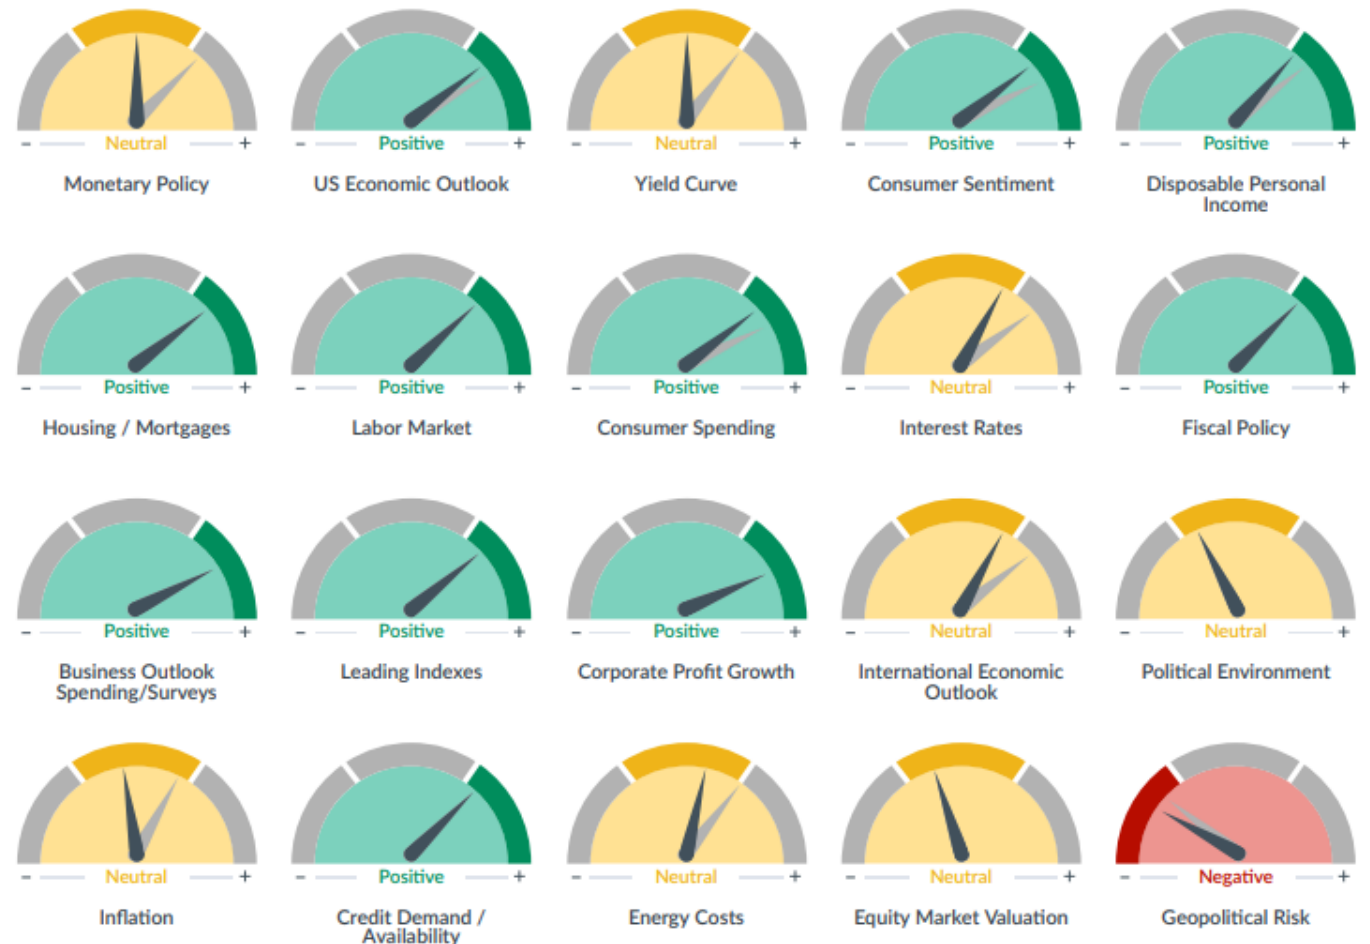 - Neutral +
Monetary Policy
- Positive +
US Economic Outlook
- Neutral +
Yield Curve
- Positive +
Consumer Sentiment
- Positive +
Disposable Personal
Income
- Positive +
Housing / Mortgages
- Positive +
Labor Market
- Positive +
Consumer Spending
- Neutral +
Interest Rates
- Positive +
Fiscal Policy
- Positive +
Business Outlook
Spending/Surveys
- Positive +
Leading Indexes
- Positive +
Corporate Profit Growth
- Neutral +
International Economic
Outlook
- Neutral +
Political Environment
- Neutral +
Inflation
- Positive +
Credit Demand /
Availability
- Neutral +
Energy Costs
- Neutral +
Equity Market Valuation
- Negative +
Geopolitical Risk